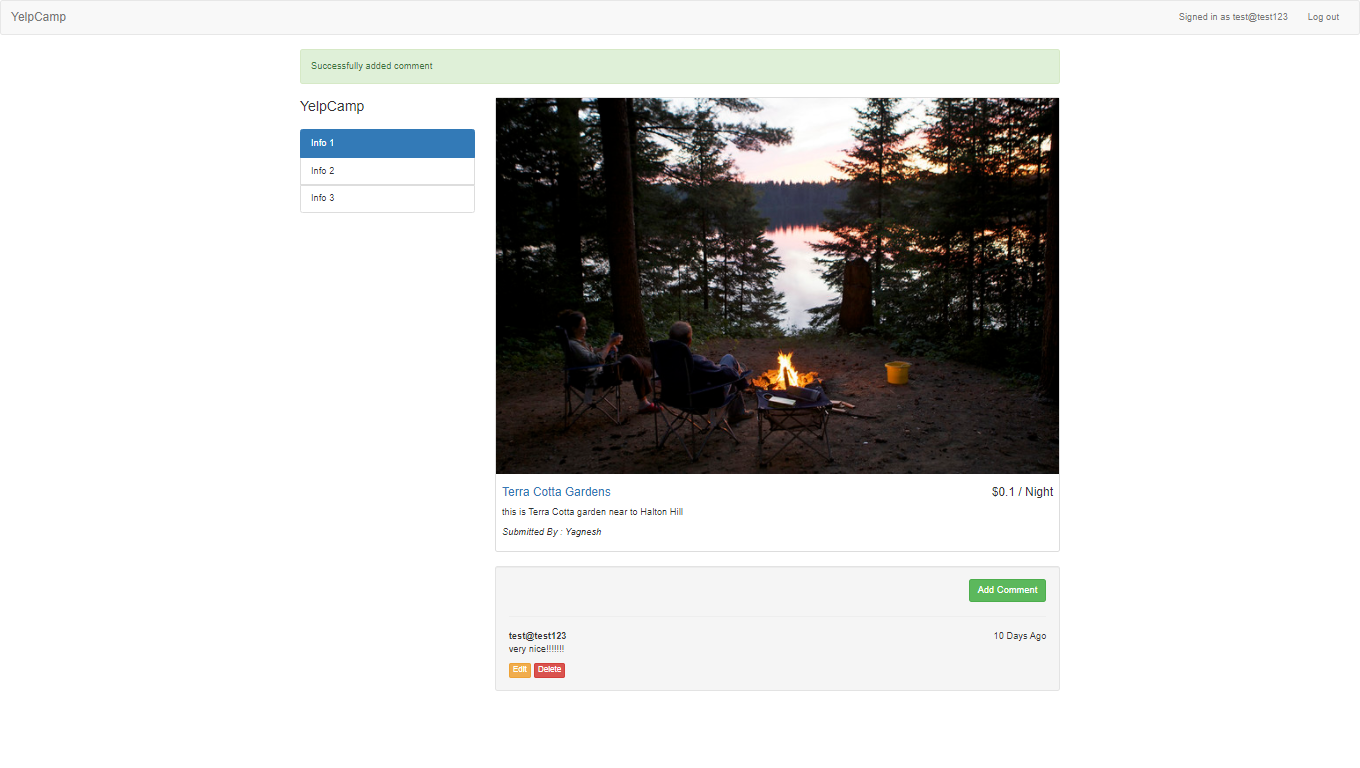 YelpCamp
Signed in as test@test123
Log out
Successfully added comment
YelpCamp
Info 1
Info 2
Info 3
Terra Cotta Gardens
$0.1 / Night
this is Terra Cotta garden near to Halton Hill
Submitted By : Yagnesh
Add Comment
test@test123
10 Days Ago
very nice!!!!!!!
Edit
Delete